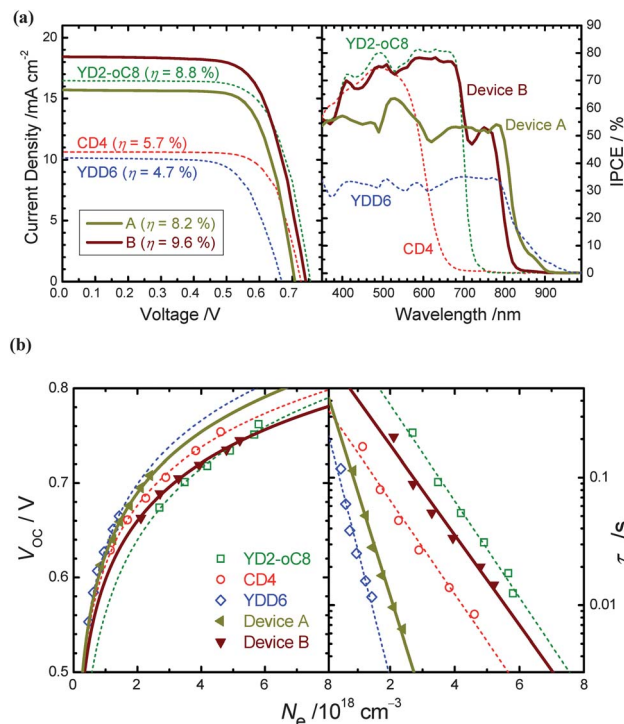 (a)
Current Density /mA cm⁻²
20
15
10
5
0
YD2-oC8 (η = 8.8 %)
CD4 (η = 5.7 %)
YDD6 (η = 4.7 %)
A (η = 8.2 %)
B (η = 9.6 %)
0.0 0.1 0.2 0.3 0.4 0.5 0.6 0.7
Voltage /V
YD2-oC8
Device B
Device A
YDD6
CD4
400 500 600 700 800 900
Wavelength /nm
90
80
70
60
50
40
30
20
10
0
IPCE / %
(b)
V_OC / V
0.8
0.7
0.6
0.5
YD2-oC8
CD4
YDD6
Device A
Device B
0.1
0.01
τ /s
0 2 4 6 8 2 4 6 8
N_e /10¹⁸ cm⁻³